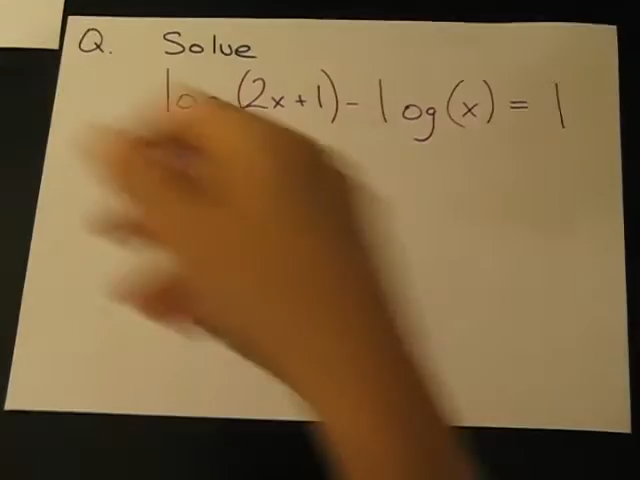 Q. Solve
(2x+1) - log(x) = 1